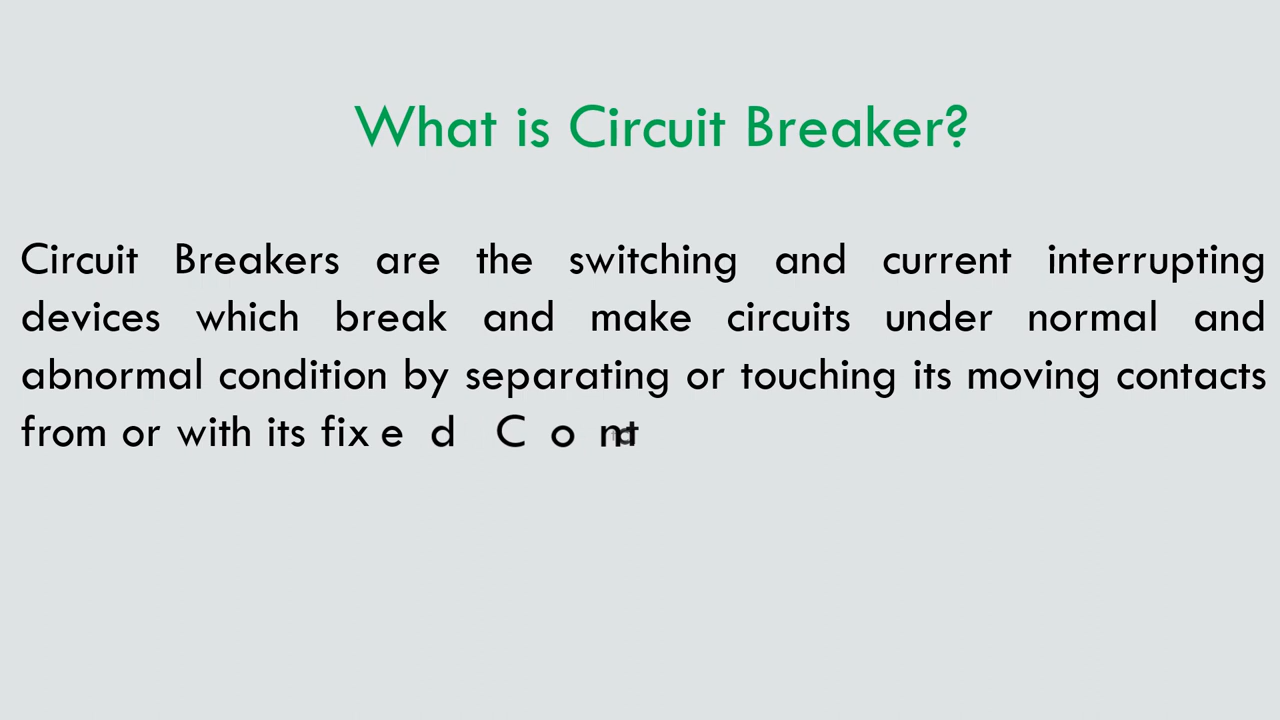 What is Circuit Breaker?
Circuit Breakers are the switching and current interrupting
devices which break and make circuits under normal and
abnormal condition by separating or touching its moving contacts
from or with its fixed